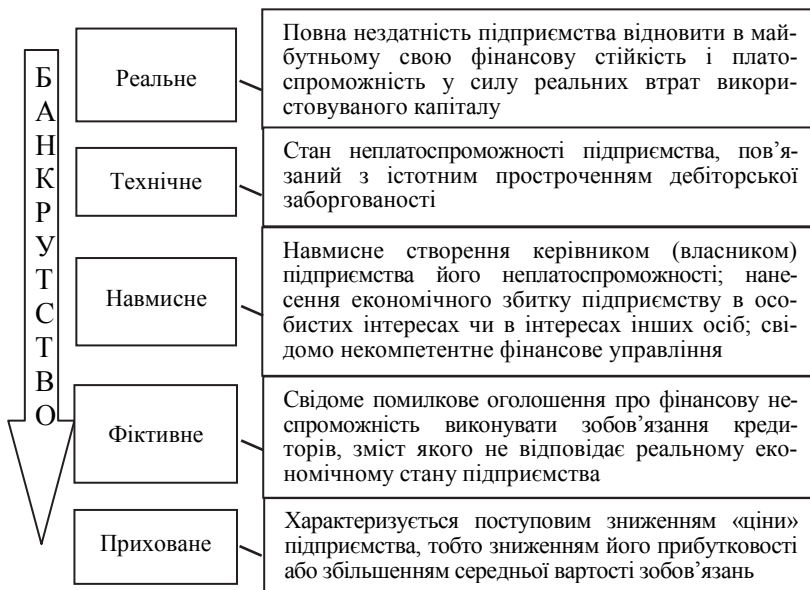 БАНКРУТСТВО
Реальне
Повна нездатність підприємства відновити в май-
бутньому свою фінансову стійкість і плато-
спроможність у силу реальних втрат викори-
стовуваного капіталу
Технічне
Стан неплатоспроможності підприємства, пов’я-
заний з істотним простроченням дебіторської
заборгованості
Навмисне
Навмисне створення керівником (власником)
підприємства його неплатоспроможності; нане-
сення економічного збитку підприємству в осо-
бистих інтересах чи в інтересах інших осіб; сві-
домо некомпетентне фінансове управління
Фіктивне
Свідоме помилкове оголошення про фінансову не-
спроможність виконувати зобов’язання креди-
торів, зміст якого не відповідає реальному еко-
номічному стану підприємства
Приховане
Характеризується поступовим зниженням «ціни»
підприємства, тобто зниженням його прибутковості
або збільшенням середньої вартості зобов’язань